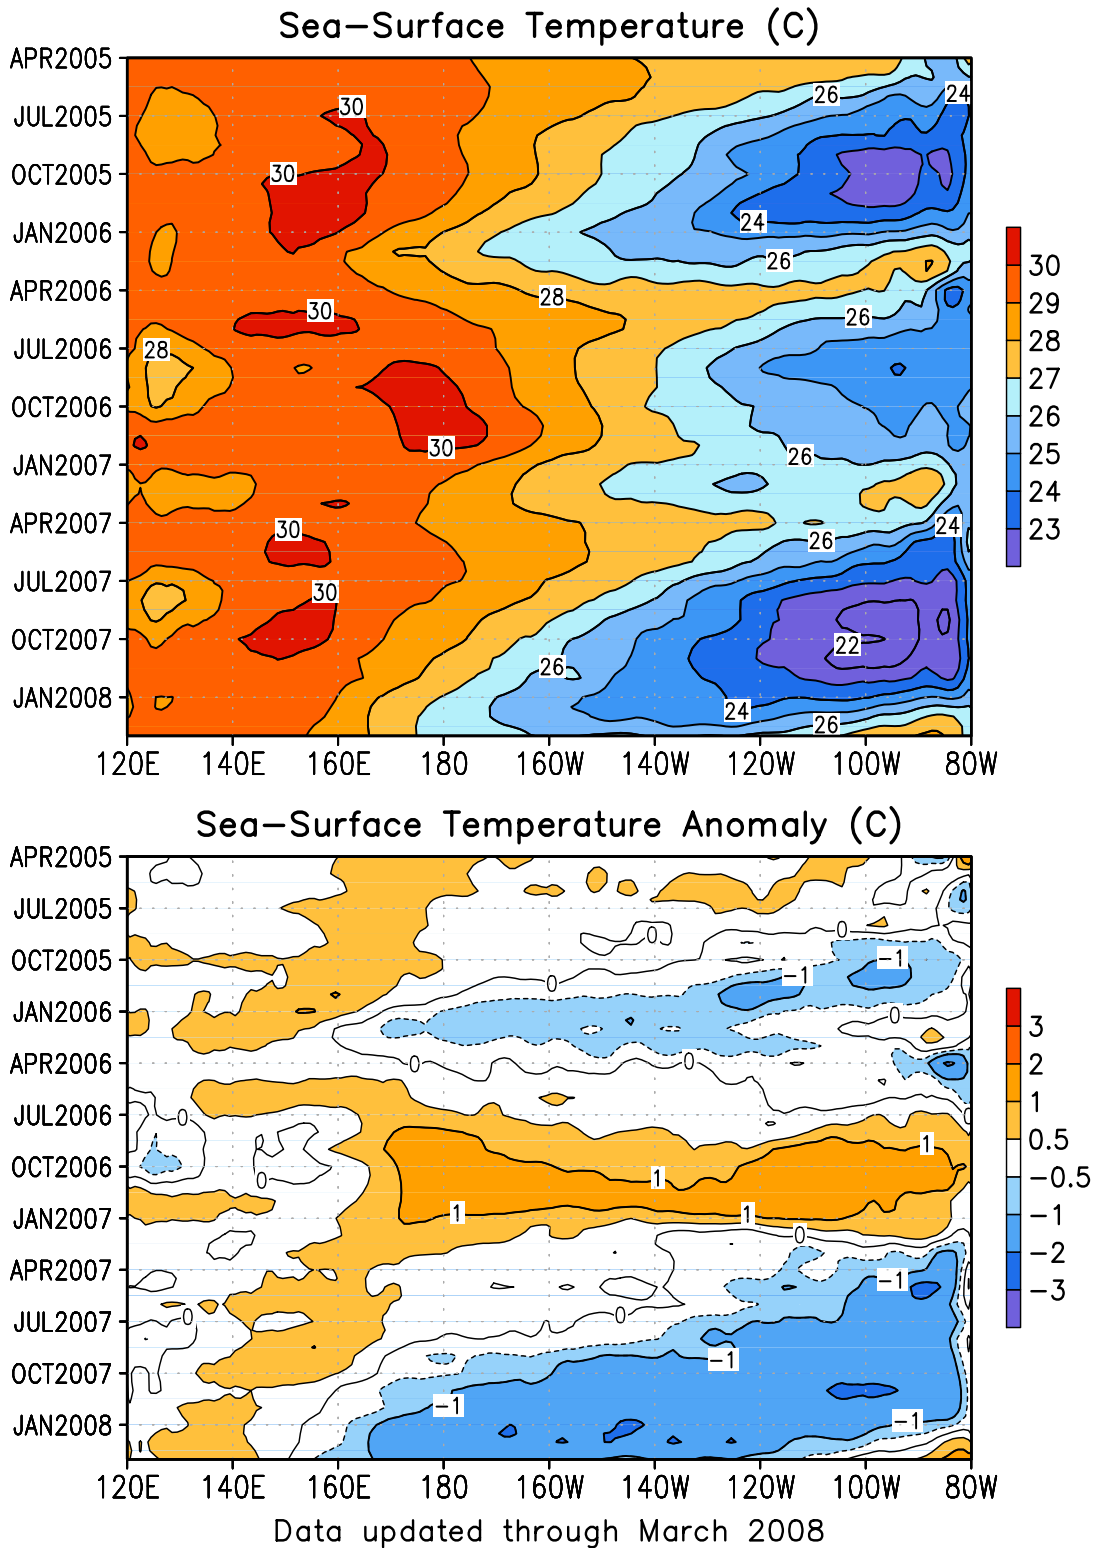 Sea-Surface Temperature (C)
APR2005
JUL2005
OCT2005
JAN2006
APR2006
JUL2006
OCT2006
JAN2007
APR2007
JUL2007
OCT2007
JAN2008
30
26
24
30
24
26
28
30
26
28
30
26
30
24
26
30
26
22
24
26
30
29
28
27
26
25
24
23
120E 140E 160E 180 160W 140W 120W 100W 80W
Sea-Surface Temperature Anomaly (C)
APR2005
JUL2005
OCT2005
JAN2006
APR2006
JUL2006
OCT2006
JAN2007
APR2007
JUL2007
OCT2007
JAN2008
0
0
-1
-1
0
0
0
0
0
1
0
1
1
1
0
-1
0
0
-1
-1
-1
3
2
1
0.5
-0.5
-1
-2
-3
120E 140E 160E 180 160W 140W 120W 100W 80W
Data updated through March 2008